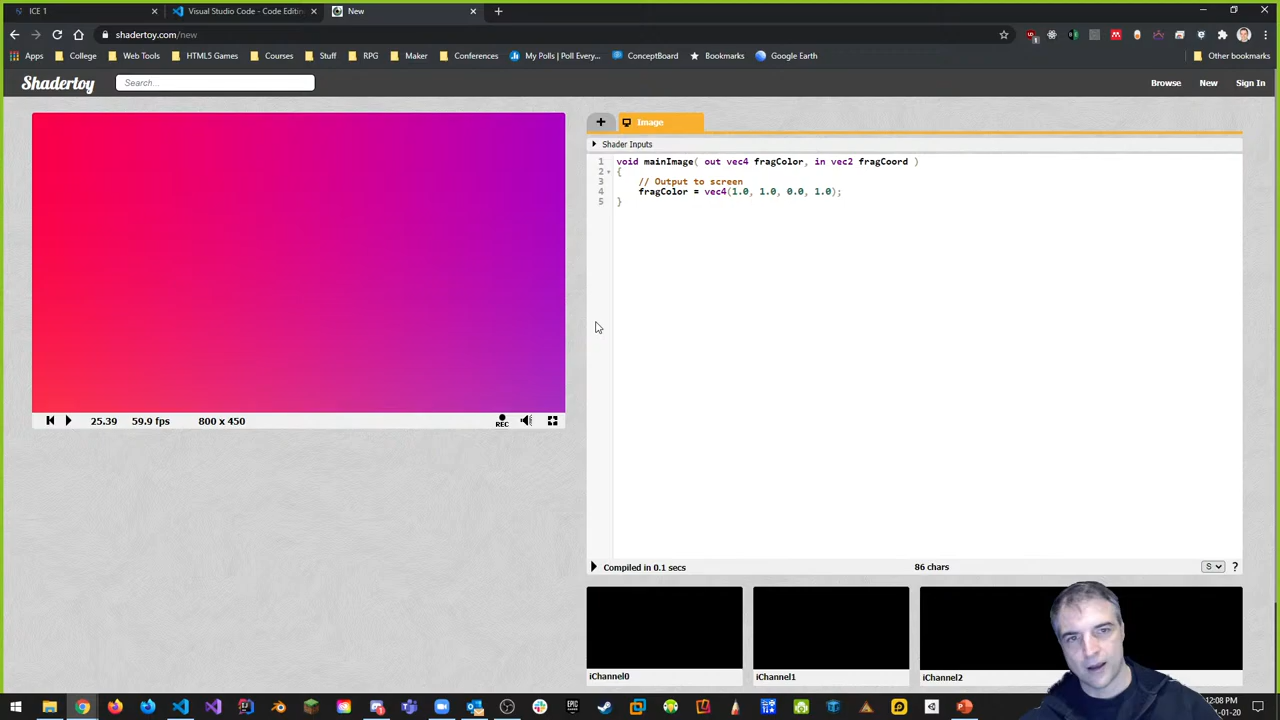 ICE 1
Visual Studio Code - Code Editin
New
shadertoy.com/new
Apps
College
Web Tools
HTML5 Games
Courses
Stuff
RPG
Maker
Conferences
My Polls | Poll Every...
ConceptBoard
Bookmarks
Google Earth
Other bookmarks
Shadertoy
Search...
Browse
New
Sign In
+ Image
Shader Inputs
1 void mainImage( out vec4 fragColor, in vec2 fragCoord )
2 {
3 // Output to screen
4 fragColor = vec4(1.0, 1.0, 0.0, 1.0);
5 }
25.39 59.9 fps 800 x 450
REC
Compiled in 0.1 secs
86 chars
S
?
iChannel0
iChannel1
iChannel2
12:08 PM